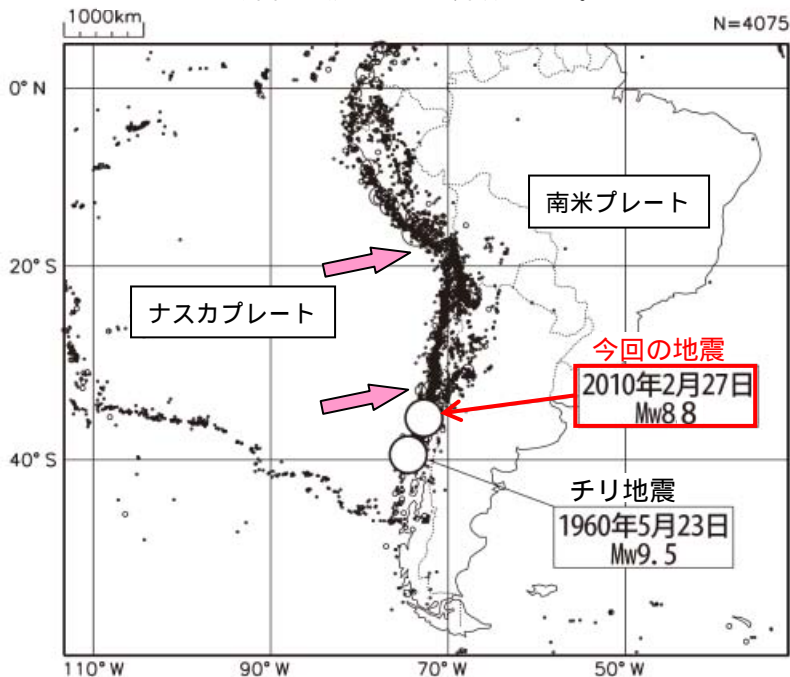 1000km
N=4075
0°N
南米プレート
20°S
ナスカプレート
今回の地震
2010年2月27日
Mw8.8
40°S
チリ地震
1960年5月23日
Mw9.5
110°W
90°W
70°W
50°W